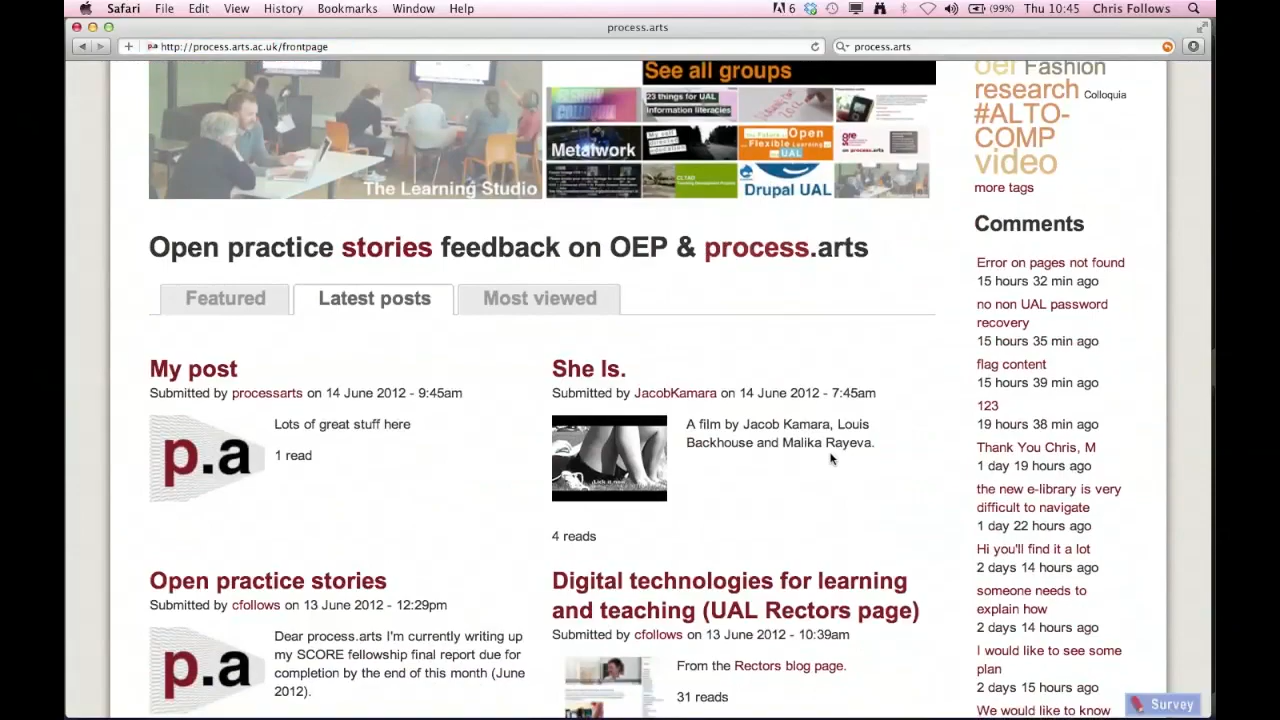 Safari File Edit View History Bookmarks Window Help
6 (99%) Thu 10:45 Chris Follows
process.arts
http://process.arts.ac.uk/frontpage
process.arts
The Learning Studio
See all groups
23 things for UAL
Information literacies
Metalwork
Open
Flexible Learning
UAL
on process.arts
Drupal UAL
oer Fashion
research Colloquia
#ALTO-
COMP
video
more tags
Open practice stories feedback on OEP & process.arts
Featured
Latest posts
Most viewed
My post
Submitted by processarts on 14 June 2012 - 9:45am
p.a
Lots of great stuff here
1 read
She Is.
Submitted by JacobKamara on 14 June 2012 - 7:45am
A film by Jacob Kamara, Louis
Backhouse and Malika Rayeva.
4 reads
Open practice stories
Submitted by cfollows on 13 June 2012 - 12:29pm
p.a
Dear process.arts I'm currently writing up
my SCORE fellowship final report due for
completion by the end of this month (June
2012).
Digital technologies for learning
and teaching (UAL Rectors page)
Submitted by cfollows on 13 June 2012 - 10:39am
From the Rectors blog page.
31 reads
Comments
Error on pages not found
15 hours 32 min ago
no non UAL password
recovery
15 hours 35 min ago
flag content
15 hours 39 min ago
123
19 hours 38 min ago
Thank You Chris, M
1 day 19 hours ago
the new e-library is very
difficult to navigate
1 day 22 hours ago
Hi you'll find it a lot
2 days 14 hours ago
someone needs to
explain how
2 days 14 hours ago
I would like to see some
plan
2 days 15 hours ago
We would like to know
Survey